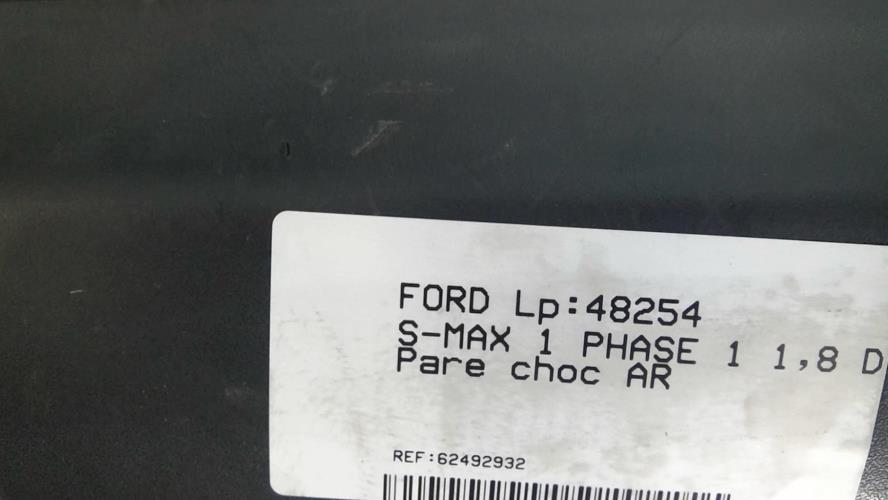 FORD Lp:48254
S-MAX 1 PHASE 1 1,8 D
Pare choc AR
REF:62492932